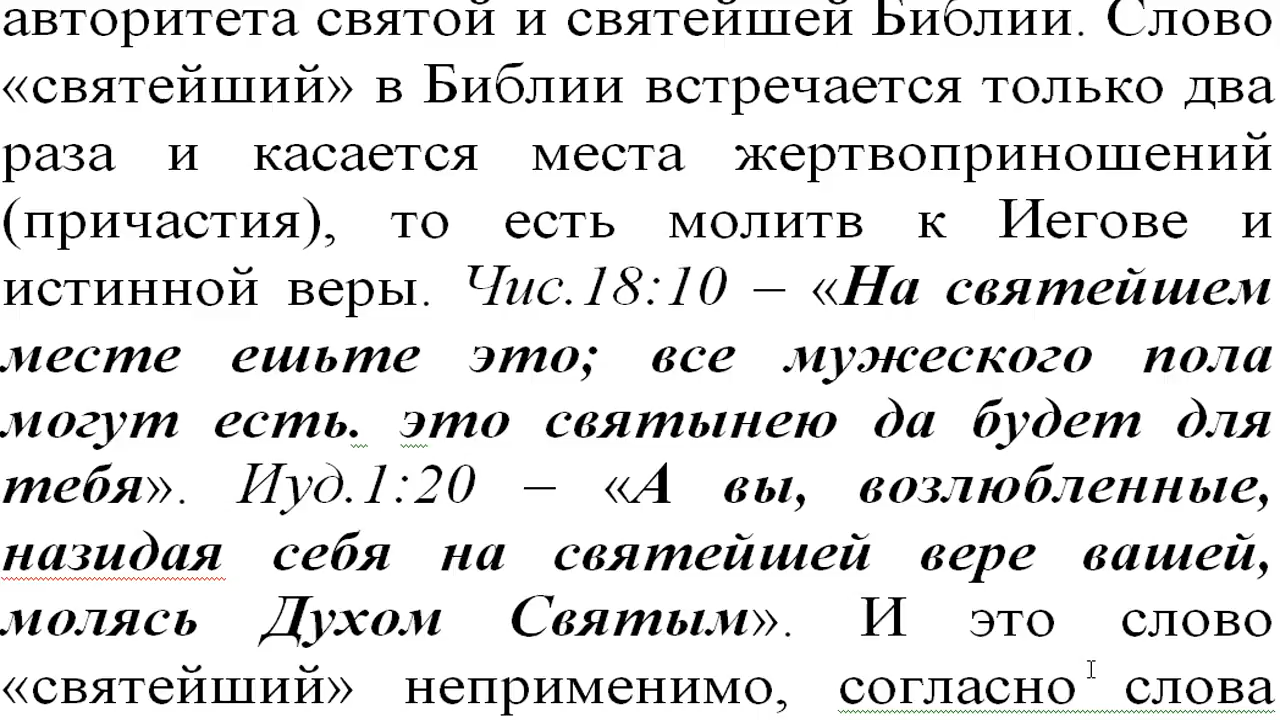 авторитета святой и святейшей Библии. Слово
«святейший» в Библии встречается только два
раза и касается места жертвоприношений
(причастия), то есть молитв к Иегове и
истинной веры. Чис.18:10 – «На святейшем
месте ешьте это; все мужеского пола
могут есть. это святынею да будет для
тебя». Иуд.1:20 – «А вы, возлюбленные,
назидая себя на святейшей вере вашей,
молясь Духом Святым». И это слово
«святейший» неприменимо, согласно слова